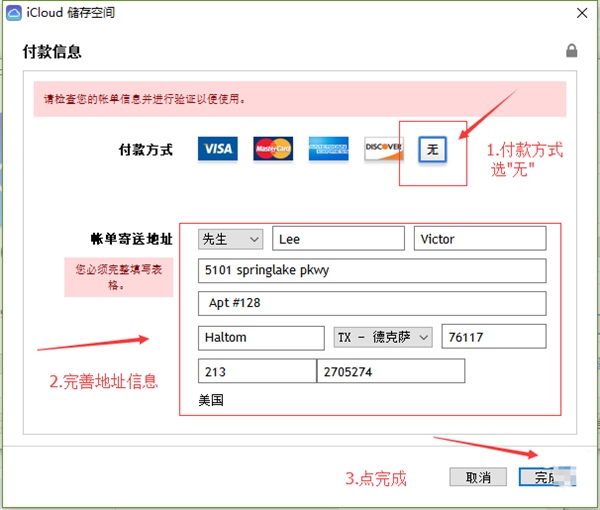 iCloud 储存空间
付款信息
请检查您的帐单信息并进行验证以便使用。
付款方式
VISA
MasterCard
AMERICAN EXPRESS
DISCOVER
无
1.付款方式
选"无"
帐单寄送地址
先生
Lee
Victor
您必须完整填写表
格。
5101 springlake pkwy
Apt #128
Haltom
TX - 德克萨
76117
2.完善地址信息
213
2705274
美国
3.点完成
取消
完成